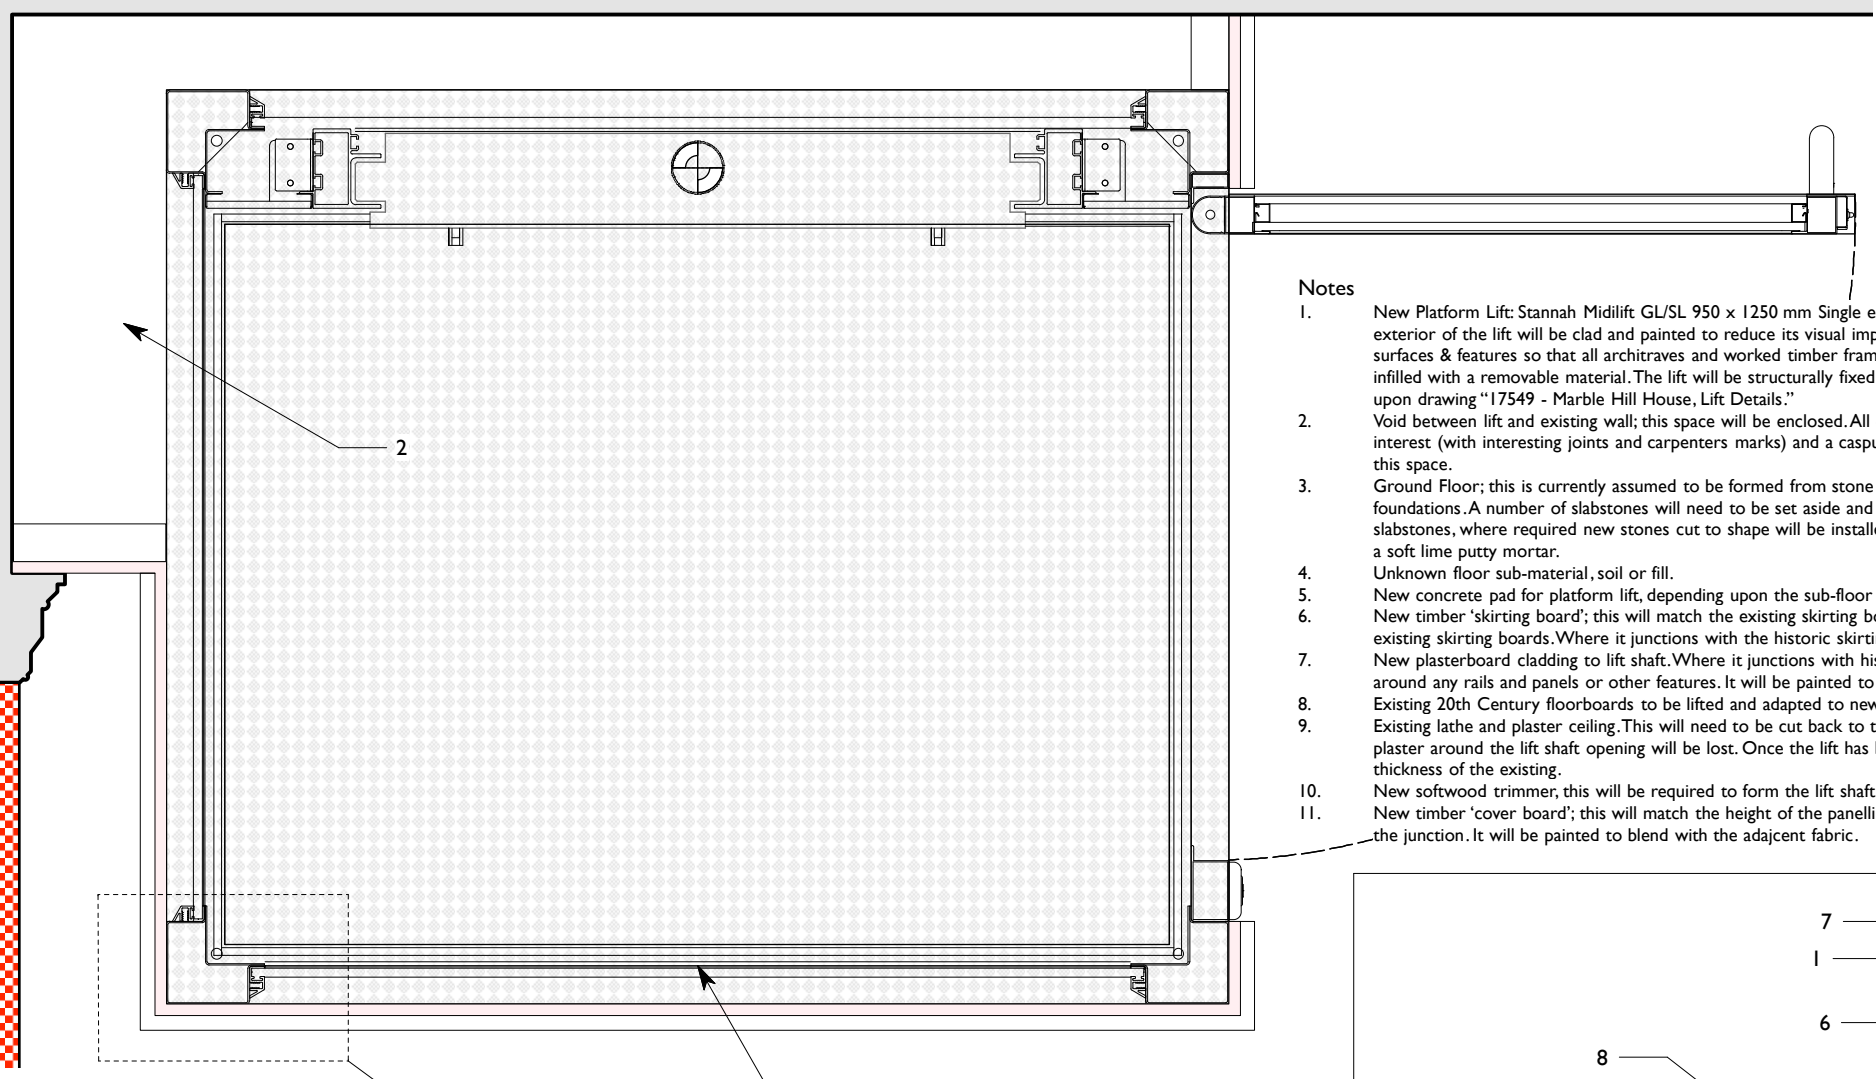 2
Notes
1. New Platform Lift: Stannah Midilift GL/SL 950 x 1250 mm Single e
exterior of the lift will be clad and painted to reduce its visual imp
surfaces & features so that all architraves and worked timber fram
infilled with a removable material. The lift will be structurally fixed
upon drawing “17549 - Marble Hill House, Lift Details.”
2. Void between lift and existing wall; this space will be enclosed. All
interest (with interesting joints and carpenters marks) and a caspu
this space.
3. Ground Floor; this is currently assumed to be formed from stone
foundations. A number of slabstones will need to be set aside and
slabstones, where required new stones cut to shape will be installe
a soft lime putty mortar.
4. Unknown floor sub-material, soil or fill.
5. New concrete pad for platform lift, depending upon the sub-floor
6. New timber ‘skirting board’; this will match the existing skirting bo
existing skirting boards. Where it junctions with the historic skirti
7. New plasterboard cladding to lift shaft. Where it junctions with his
around any rails and panels or other features. It will be painted to
8. Existing 20th Century floorboards to be lifted and adapted to new
9. Existing lathe and plaster ceiling. This will need to be cut back to t
plaster around the lift shaft opening will be lost. Once the lift has
thickness of the existing.
10. New softwood trimmer, this will be required to form the lift shaft
11. New timber ‘cover board’; this will match the height of the panelli
the junction. It will be painted to blend with the adajcent fabric.
7
1
6
8